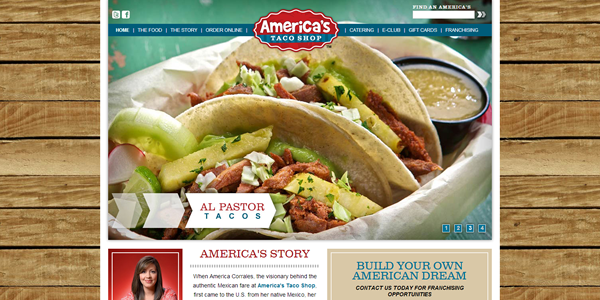 FIND AN AMERICA'S
HOME | THE FOOD | THE STORY | ORDER ONLINE |
America's
TACO SHOP
| CATERING | E-CLUB | GIFT CARDS | FRANCHISING
AL PASTOR
TACOS
1 2 3 4
AMERICA'S STORY
When America Corrales, the visionary behind the
authentic Mexican fare at America's Taco Shop,
first came to the U.S. from her native Mexico, her
BUILD YOUR OWN
AMERICAN DREAM
CONTACT US TODAY FOR FRANCHISING
OPPORTUNITIES